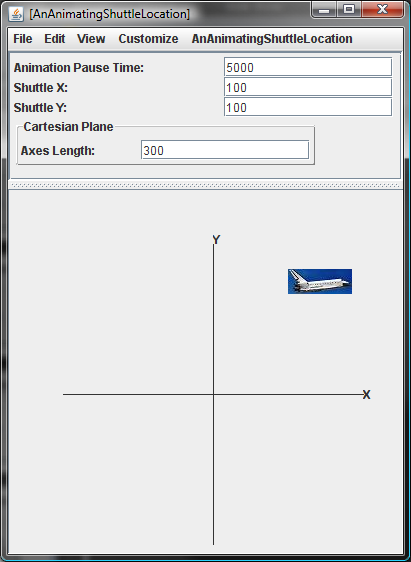 [AnAnimatingShuttleLocation]
File Edit View Customize AnAnimatingShuttleLocation
Animation Pause Time: 5000
Shuttle X: 100
Shuttle Y: 100
Cartesian Plane
Axes Length: 300
Y
X